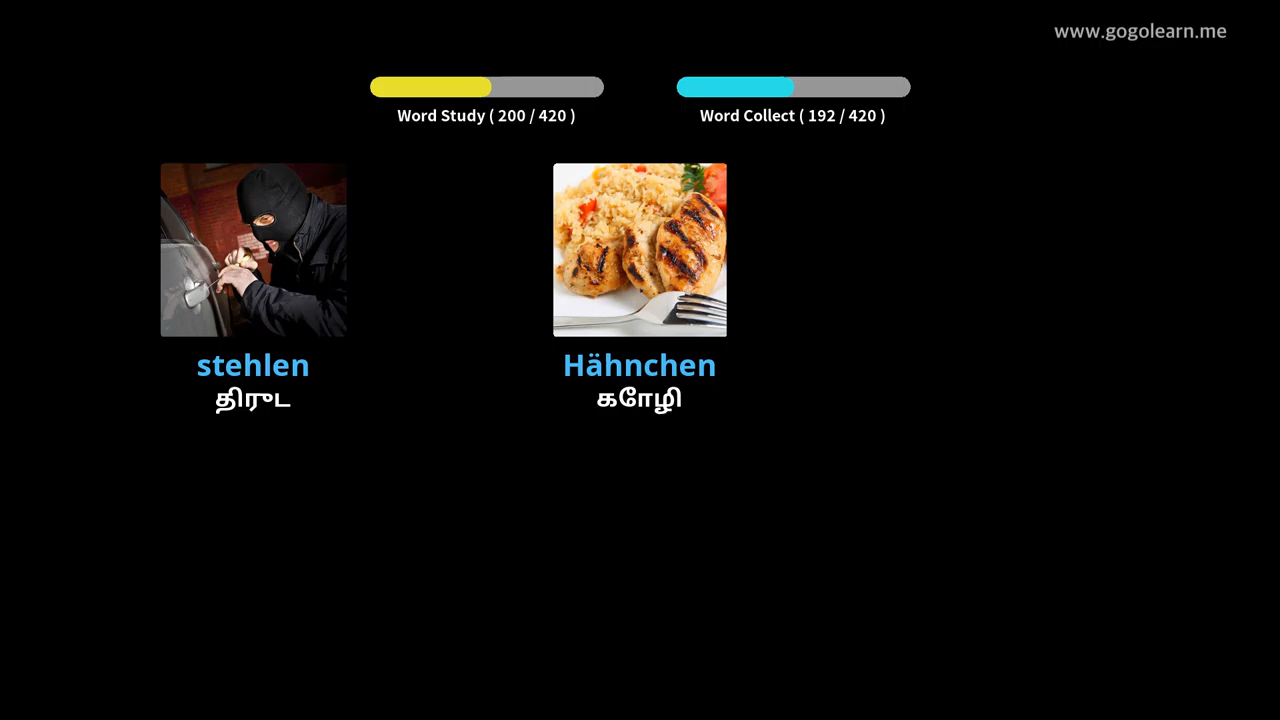 www.gogolearn.me
Word Study ( 200 / 420 )
Word Collect ( 192 / 420 )
stehlen
திருட
Hähnchen
கோழி